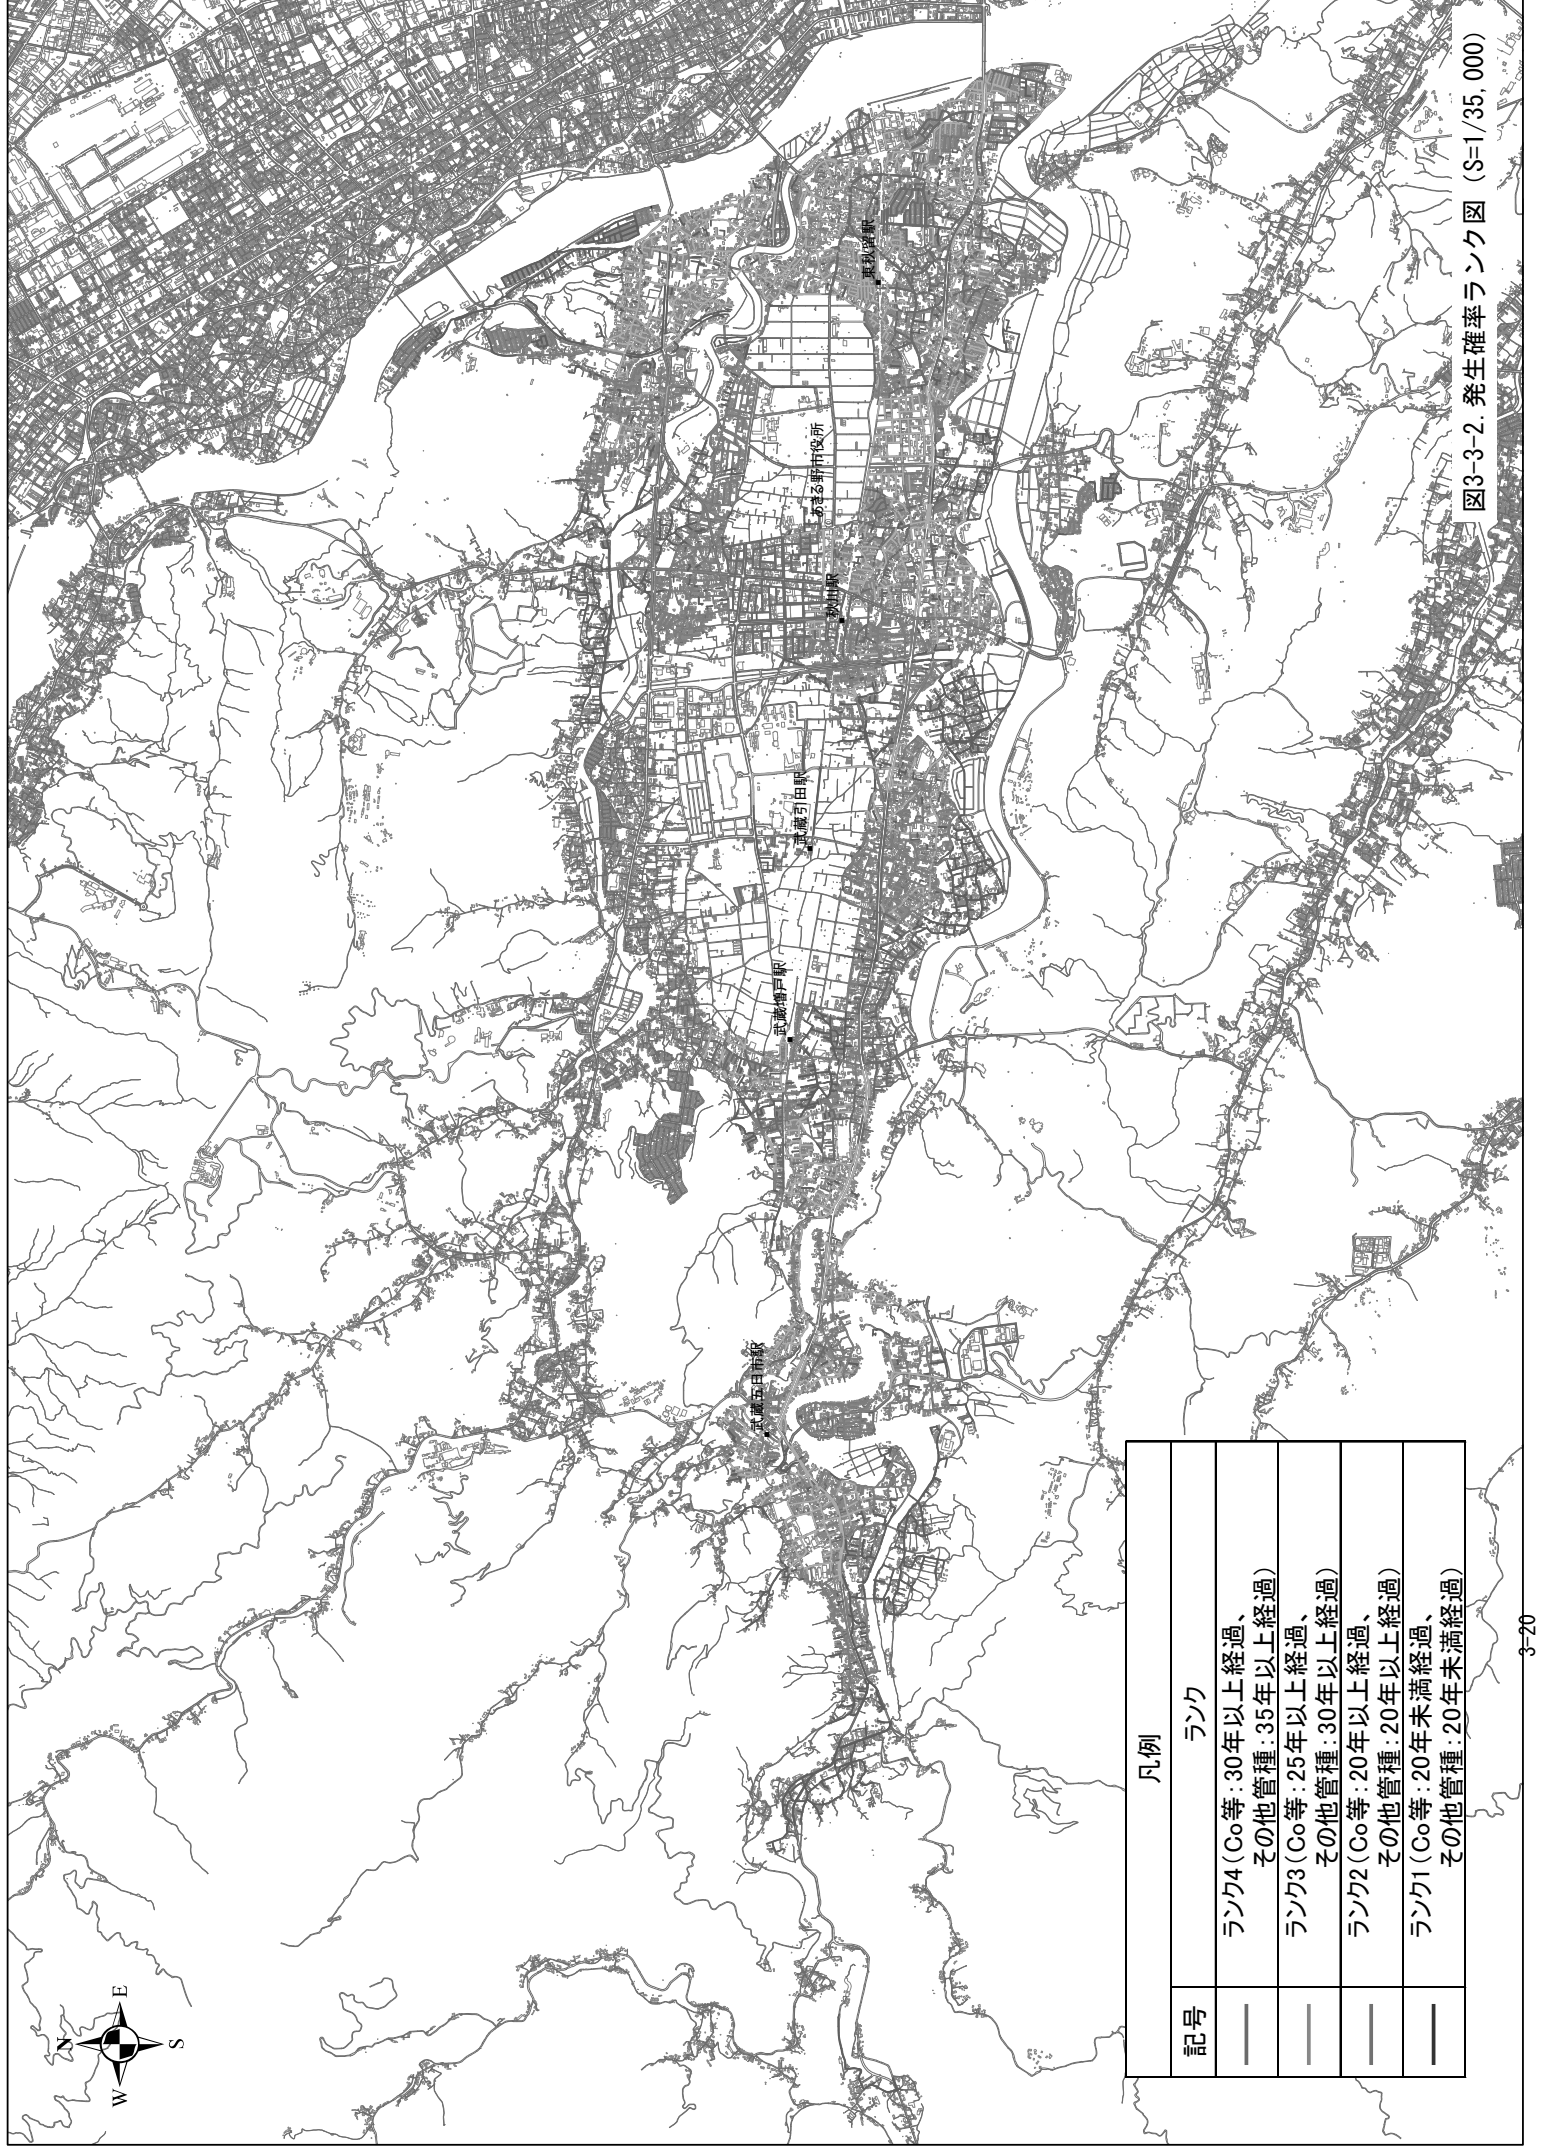 N
W
E
S
武蔵五日市駅
武蔵増戸駅
武蔵引田駅
秋川駅
あきる野市役所
東秋留駅
凡例
記号
ランク
ランク4(Co等:30年以上経過、
その他管種:35年以上経過)
ランク3(Co等:25年以上経過、
その他管種:30年以上経過)
ランク2(Co等:20年以上経過、
その他管種:20年以上経過)
ランク1(Co等:20年未満経過、
その他管種:20年未満経過)
図3-3-2. 発生確率ランク図 (S=1/35,000)
3-20